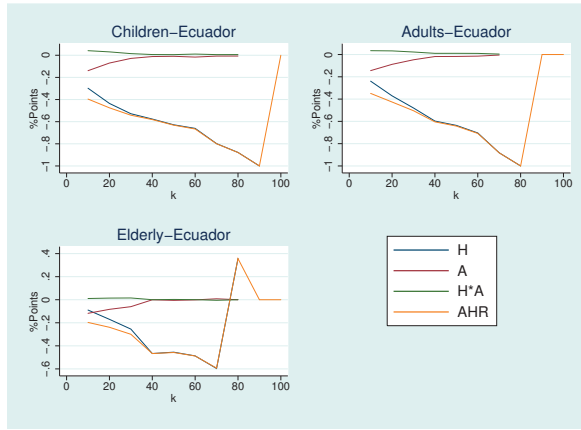 Children−Ecuador
%Points
0
−.2
−.4
−.6
−.8
−1
0 20 40 60 80 100
k
Adults−Ecuador
%Points
0
−.2
−.4
−.6
−.8
−1
0 20 40 60 80 100
k
Elderly−Ecuador
%Points
.4
.2
0
−.2
−.4
−.6
0 20 40 60 80 100
k
H
A
H*A
AHR